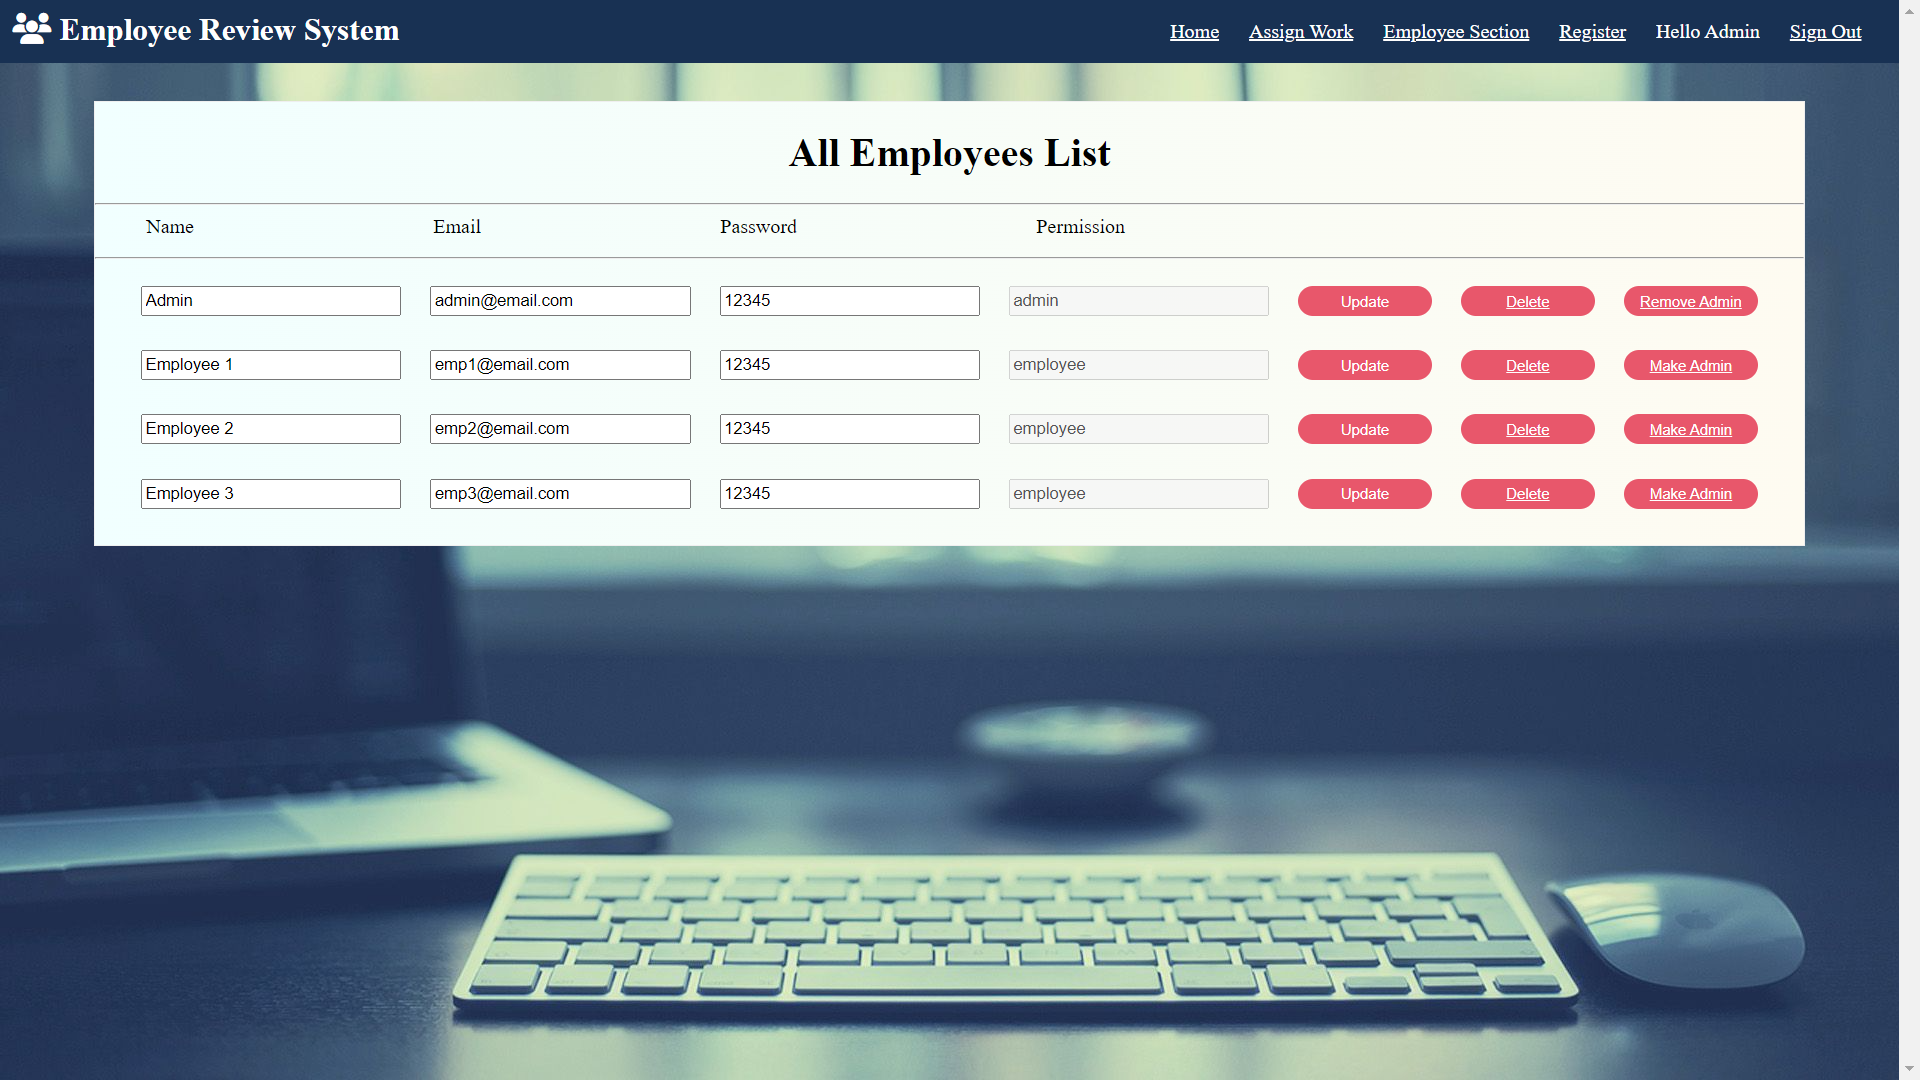 Employee Review System
Home Assign Work Employee Section Register Hello Admin Sign Out
All Employees List
Name Email Password Permission
Admin admin@email.com 12345 admin Update Delete Remove Admin
Employee 1 emp1@email.com 12345 employee Update Delete Make Admin
Employee 2 emp2@email.com 12345 employee Update Delete Make Admin
Employee 3 emp3@email.com 12345 employee Update Delete Make Admin